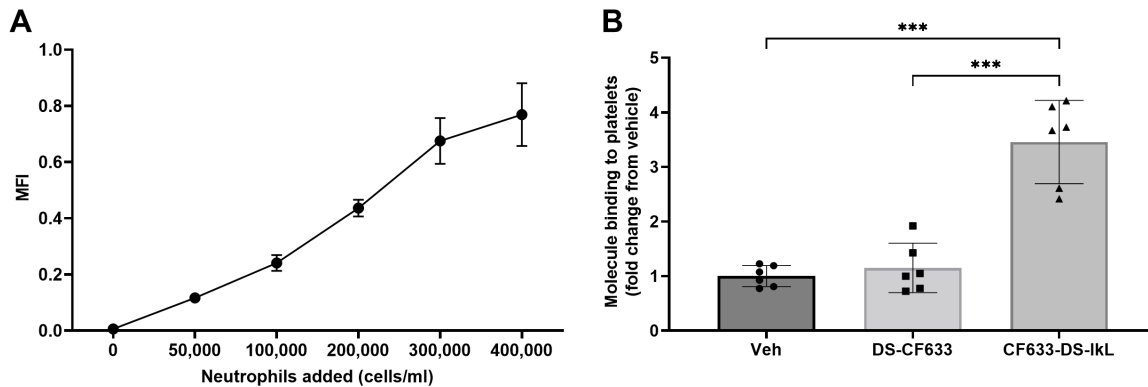 A
1.0
0.8
0.6
0.4
0.2
0.0
MFI
0 50,000 100,000 200,000 300,000 400,000
Neutrophils added (cells/ml)
B
***
***
5
4
3
2
1
0
Molecule binding to platelets
(fold change from vehicle)
Veh DS-CF633 CF633-DS-IkL